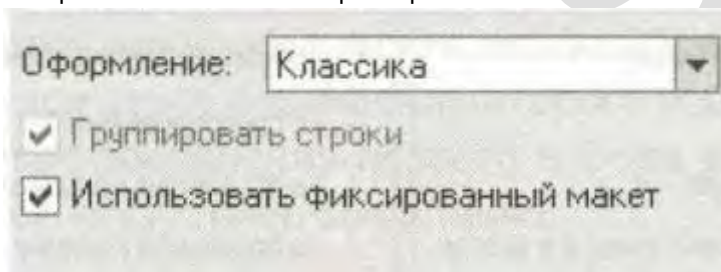 Оформление: Классика
Группировать строки
Использовать фиксированный макет